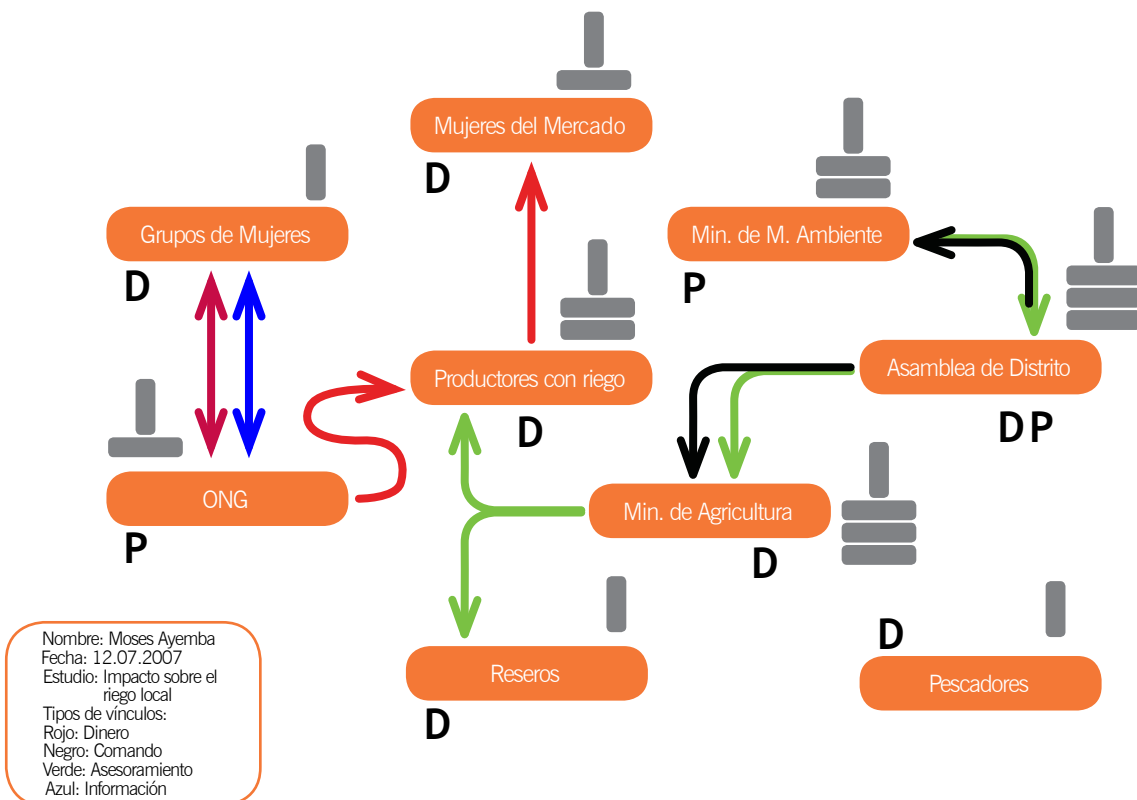 Mujeres del Mercado
D
Grupos de Mujeres
D
Min. de M. Ambiente
P
Productores con riego
D
Asamblea de Distrito
D P
ONG
P
Min. de Agricultura
D
Reseros
D
D
Pescadores
Nombre: Moses Ayemba
Fecha: 12.07.2007
Estudio: Impacto sobre el
riego local
Tipos de vínculos:
Rojo: Dinero
Negro: Comando
Verde: Asesoramiento
Azul: Información